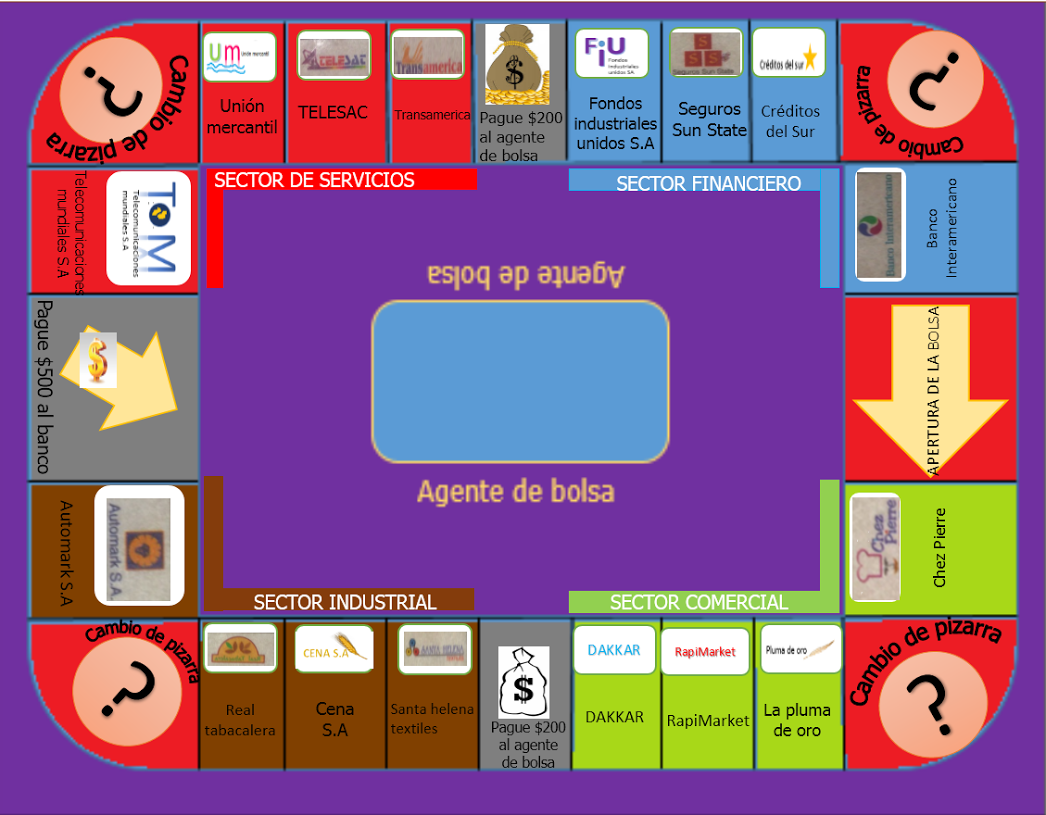 Cambio de pizarra
?
Um Unión mercantil
Unión
mercantil
TELESAT
TELESAC
Transamerica
Transamerica
$
Pague $200
al agente
de bolsa
FIU
Fondos
Industriales
unidos SA
Fondos
industriales
unidos S.A
S
S S
Seguros Sun State
Seguros
Sun State
Créditos del sur
Créditos
del Sur
Cambio de pizarra
?
Cambio de pizarra
Telecomunicaciones
mundiales S.A
TOM
Telecomunicaciones
mundiales S.A
SECTOR DE SERVICIOS
SECTOR FINANCIERO
Banco Interamericano
Banco
Interamericano
Agente de bolsa
Pague $500 al banco
$
APERTURA DE LA BOLSA
Agente de bolsa
Automark S.A
Automark S.A
Chez
Pierre
Chez Pierre
SECTOR INDUSTRIAL
SECTOR COMERCIAL
Cambio de pizarra
?
Real
tabacalera
CENA S.A
Cena
S.A
SANTA HELENA
Santa helena
textiles
$
Pague $200
al agente
de bolsa
DAKKAR
DAKKAR
RapiMarket
RapiMarket
Pluma de oro
La pluma
de oro
Cambio de pizarra
?